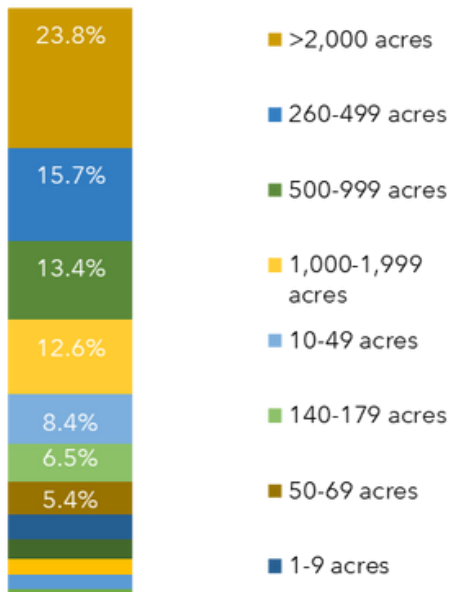 23.8%
15.7%
13.4%
12.6%
8.4%
6.5%
5.4%
>2,000 acres
260-499 acres
500-999 acres
1,000-1,999
acres
10-49 acres
140-179 acres
50-69 acres
1-9 acres